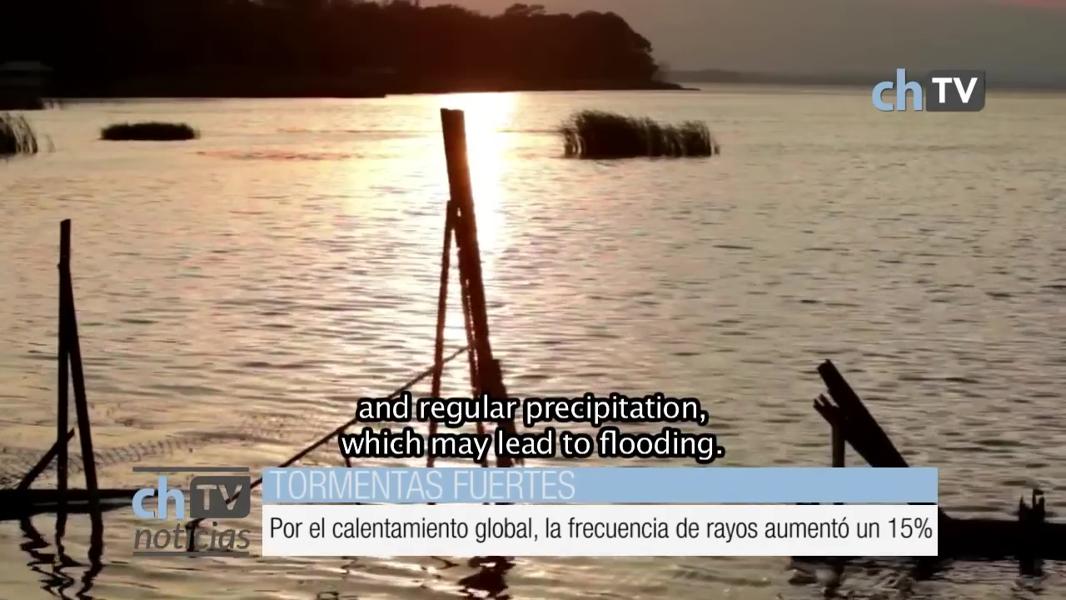 chTV
and regular precipitation,
which may lead to flooding.
chTV
noticias
TORMENTAS FUERTES
Por el calentamiento global, la frecuencia de rayos aumentó un 15%